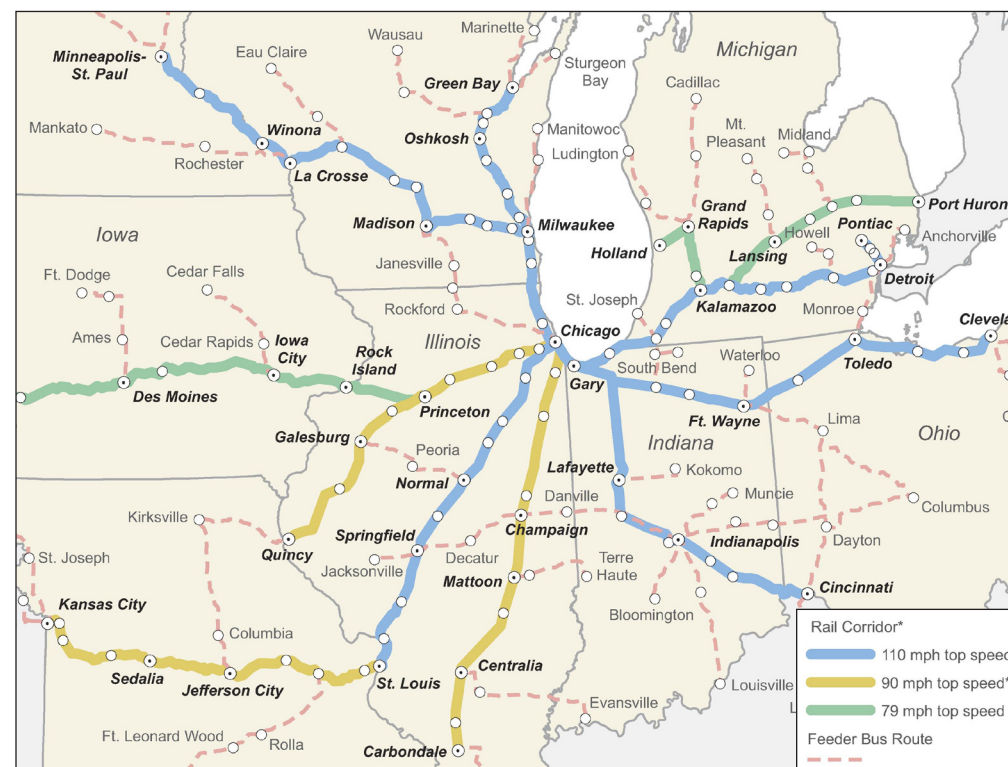 Marinette
Wausau
Minneapolis-
St. Paul
Eau Claire
Sturgeon
Bay
Michigan
Green Bay
Cadillac
Mankato
Winona
Oshkosh
Manitowoc
Mt.
Pleasant
Midland
Rochester
Ludington
La Crosse
Grand
Rapids
Port Huron
Madison
Milwaukee
Pontiac
Iowa
Holland
Lansing
Howell
Anchorville
Ft. Dodge
Cedar Falls
Janesville
Detroit
Rockford
St. Joseph
Kalamazoo
Monroe
Ames
Cedar Rapids
Iowa
City
Rock
Island
Illinois
Chicago
Clevela
South Bend
Waterloo
Toledo
Des Moines
Princeton
Gary
Ft. Wayne
Galesburg
Lima
Peoria
Indiana
Ohio
Normal
Lafayette
Kokomo
Danville
Muncie
Columbus
Kirksville
Springfield
Champaign
Indianapolis
Quincy
Dayton
St. Joseph
Jacksonville
Decatur
Terre
Haute
Mattoon
Cincinnati
Kansas City
Bloomington
Columbia
Rail Corridor*
110 mph top speed
Sedalia
Jefferson City
St. Louis
Centralia
Louisville
90 mph top speed*
L
79 mph top speed
Evansville
Ft. Leonard Wood
Rolla
Carbondale
Feeder Bus Route